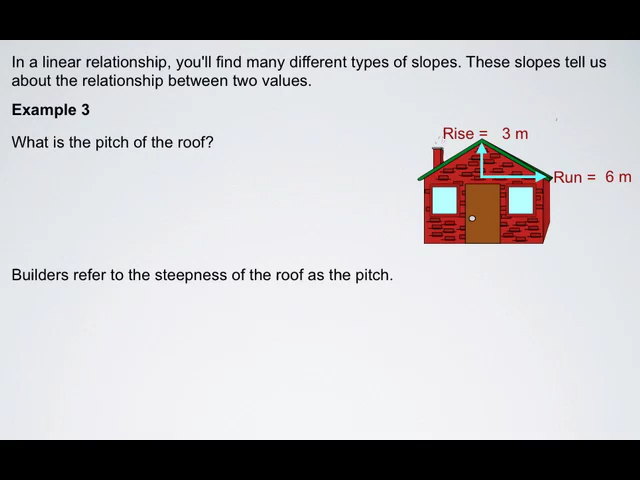 In a linear relationship, you'll find many different types of slopes. These slopes tell us
about the relationship between two values.
Example 3
Rise = 3 m
What is the pitch of the roof?
Run = 6 m
Builders refer to the steepness of the roof as the pitch.